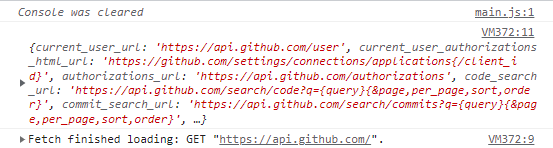 Console was cleared main.js:1
VM372:11
{current_user_url: 'https://api.github.com/user', current_user_authorizations
_html_url: 'https://github.com/settings/connections/applications{/client_i
d}', authorizations_url: 'https://api.github.com/authorizations', code_search_
url: 'https://api.github.com/search/code?q={query}{&page,per_page,sort,order
}', commit_search_url: 'https://api.github.com/search/commits?q={query}{&pag
e,per_page,sort,order}', …}
Fetch finished loading: GET "https://api.github.com/". VM372:9